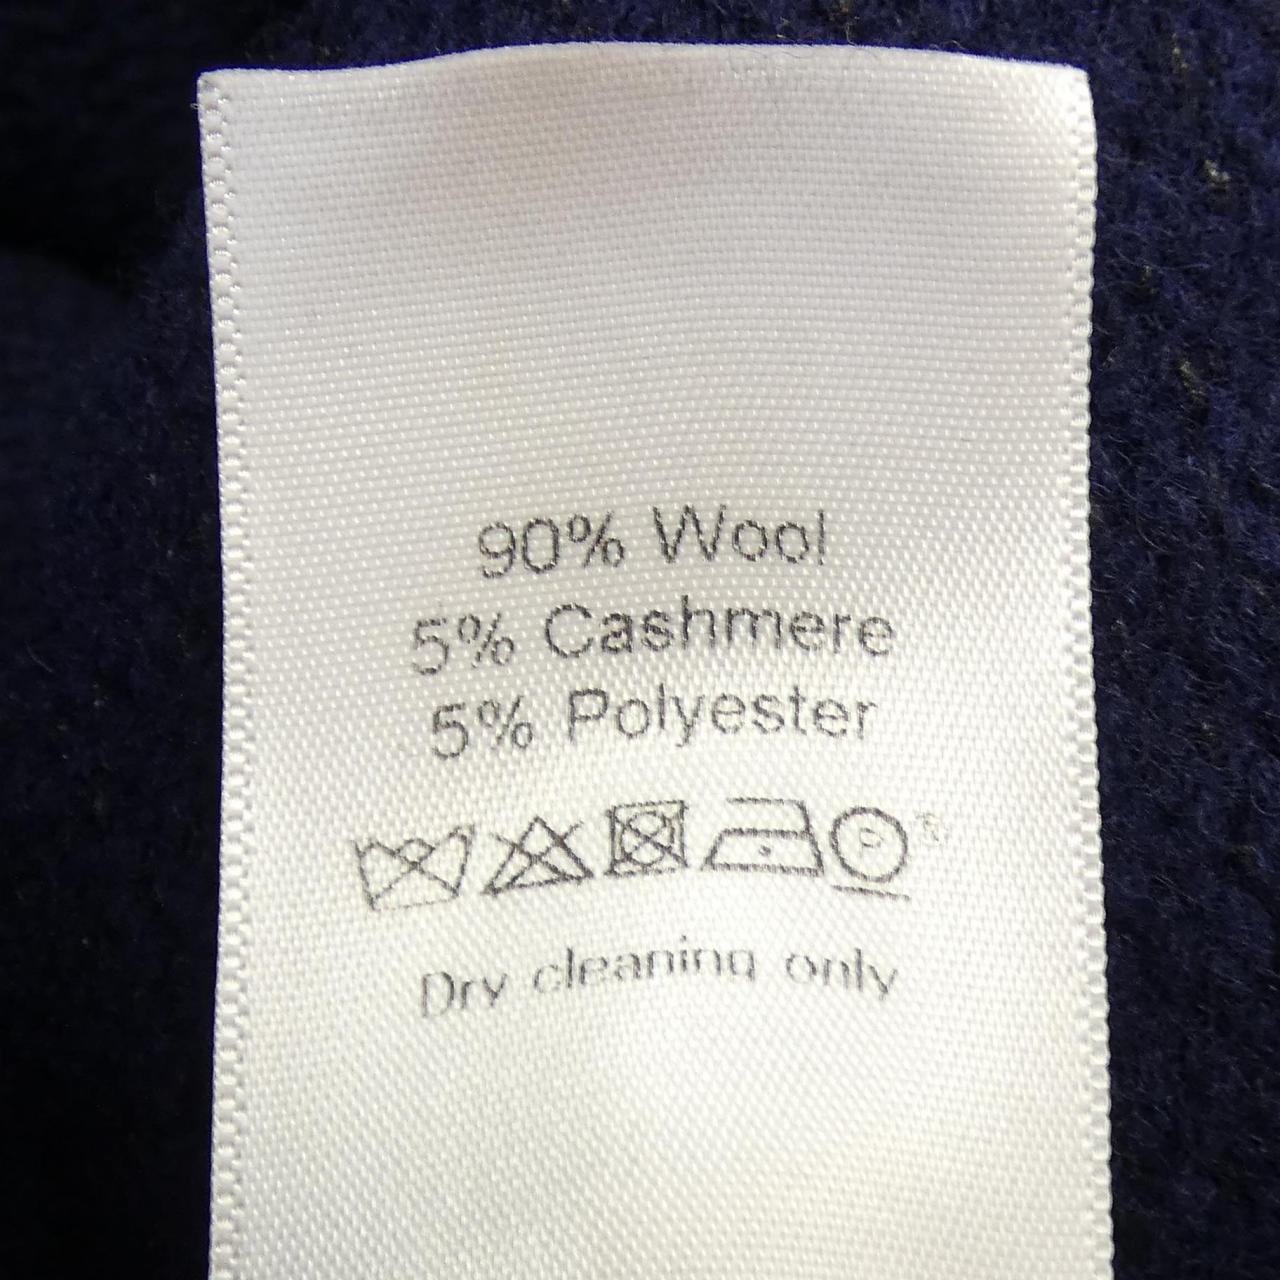 90% Wool
5% Cashmere
5% Polyester
P ®
Dry cleaning only